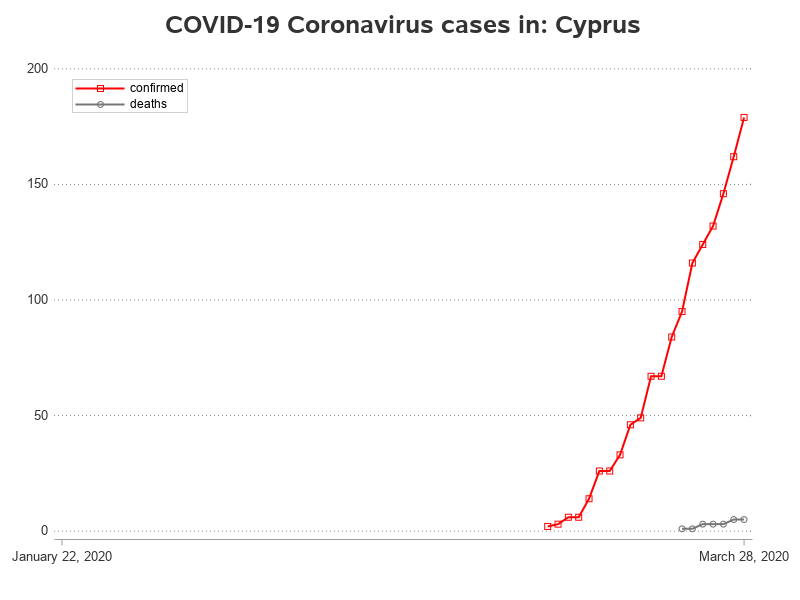 COVID-19 Coronavirus cases in: Cyprus
200
confirmed
deaths
150
100
50
0
January 22, 2020
March 28, 2020